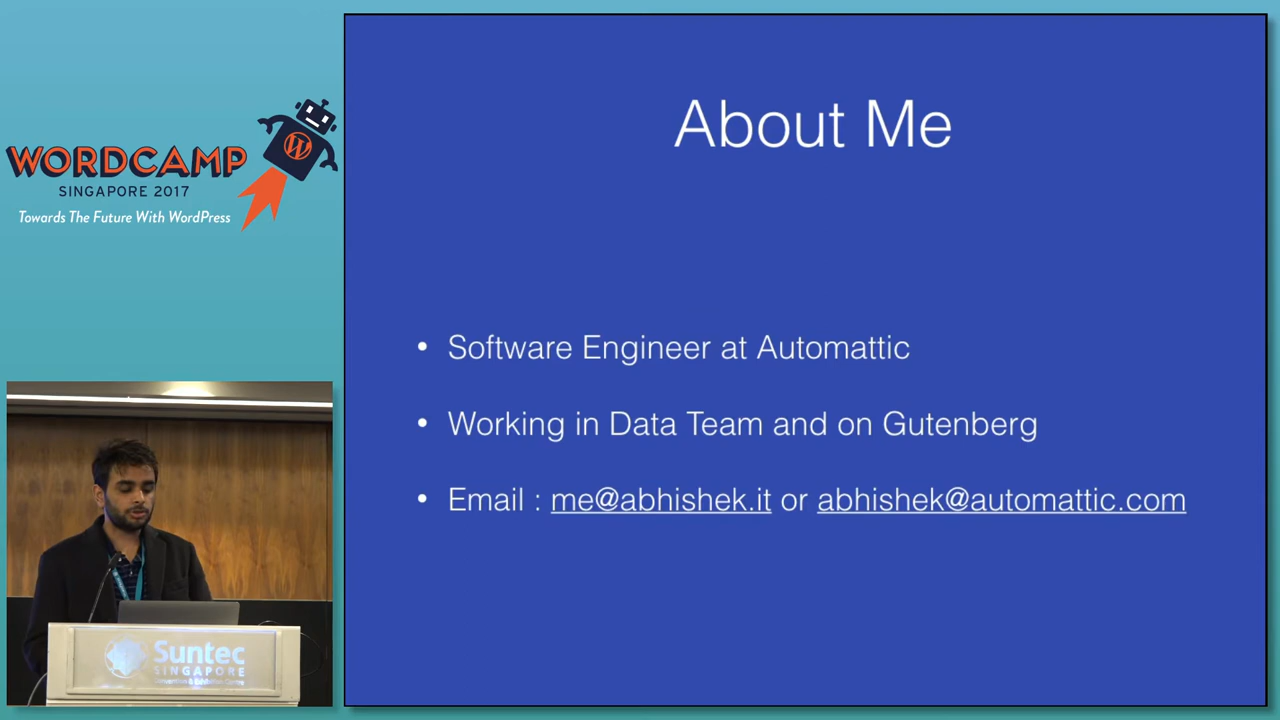 WORDCAMP
SINGAPORE 2017
Towards The Future With WordPress
About Me
• Software Engineer at Automattic
• Working in Data Team and on Gutenberg
• Email : me@abhishek.it or abhishek@automattic.com
Suntec
SINGAPORE